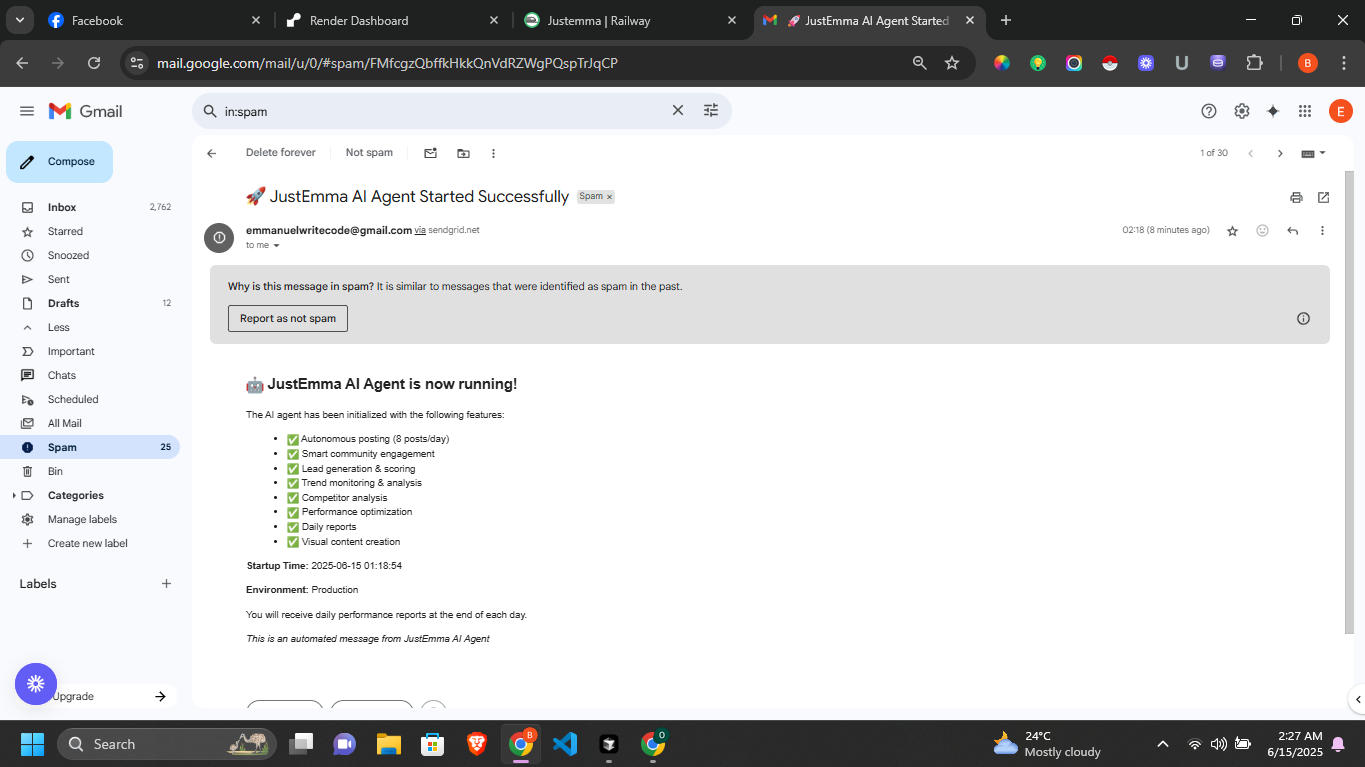 Facebook
Render Dashboard
Justemma | Railway
🚀 JustEmma AI Agent Started
mail.google.com/mail/u/0/#spam/FMfcgzQbffkHkkQnVdRZWgPQspTrJqCP
B
Gmail
in:spam
E
Compose
Delete forever
Not spam
1 of 30
🚀 JustEmma AI Agent Started Successfully
Spam ×
Inbox 2,762
Starred
Snoozed
Sent
Drafts 12
Less
Important
Chats
Scheduled
All Mail
Spam 25
Bin
Categories
Manage labels
Create new label
Labels
Upgrade
emmanuelwritecode@gmail.com via sendgrid.net
02:18 (8 minutes ago)
to me
Why is this message in spam? It is similar to messages that were identified as spam in the past.
Report as not spam
🤖 JustEmma AI Agent is now running!
The AI agent has been initialized with the following features:
• ✅ Autonomous posting (8 posts/day)
• ✅ Smart community engagement
• ✅ Lead generation & scoring
• ✅ Trend monitoring & analysis
• ✅ Competitor analysis
• ✅ Performance optimization
• ✅ Daily reports
• ✅ Visual content creation
Startup Time: 2025-06-15 01:18:54
Environment: Production
You will receive daily performance reports at the end of each day.
This is an automated message from JustEmma AI Agent
Search
B
O
24°C
Mostly cloudy
2:27 AM
6/15/2025